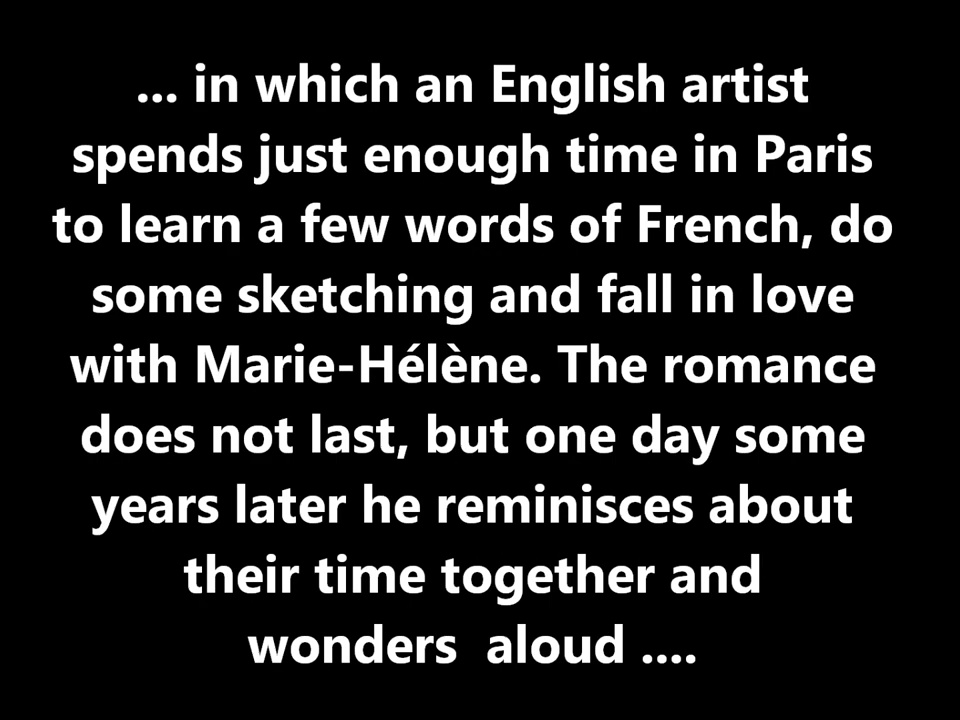 ... in which an English artist
spends just enough time in Paris
to learn a few words of French, do
some sketching and fall in love
with Marie-Hélène. The romance
does not last, but one day some
years later he reminisces about
their time together and
wonders  aloud ....